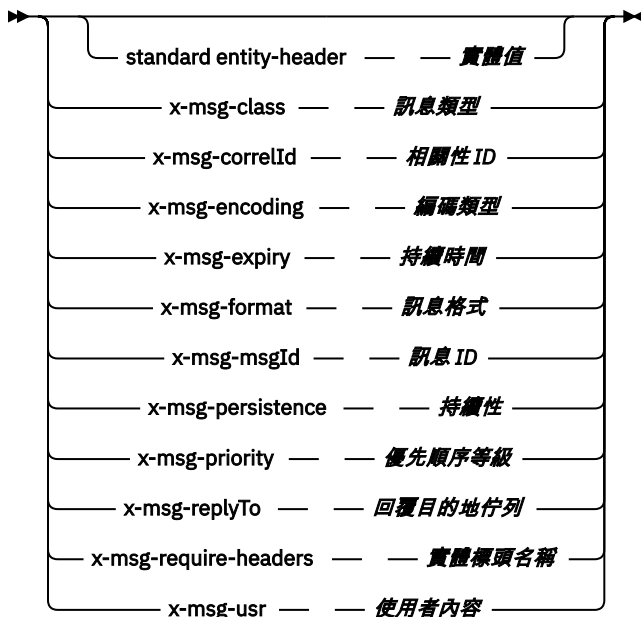 standard entity-header — 實體值
x-msg-class — 訊息類型
x-msg-correlId — 相關性 ID
x-msg-encoding — 編碼類型
x-msg-expiry — 持續時間
x-msg-format — 訊息格式
x-msg-msgId — 訊息 ID
x-msg-persistence — 持續性
x-msg-priority — 優先順序等級
x-msg-replyTo — 回覆目的地佇列
x-msg-require-headers — 實體標頭名稱
x-msg-usr — 使用者內容